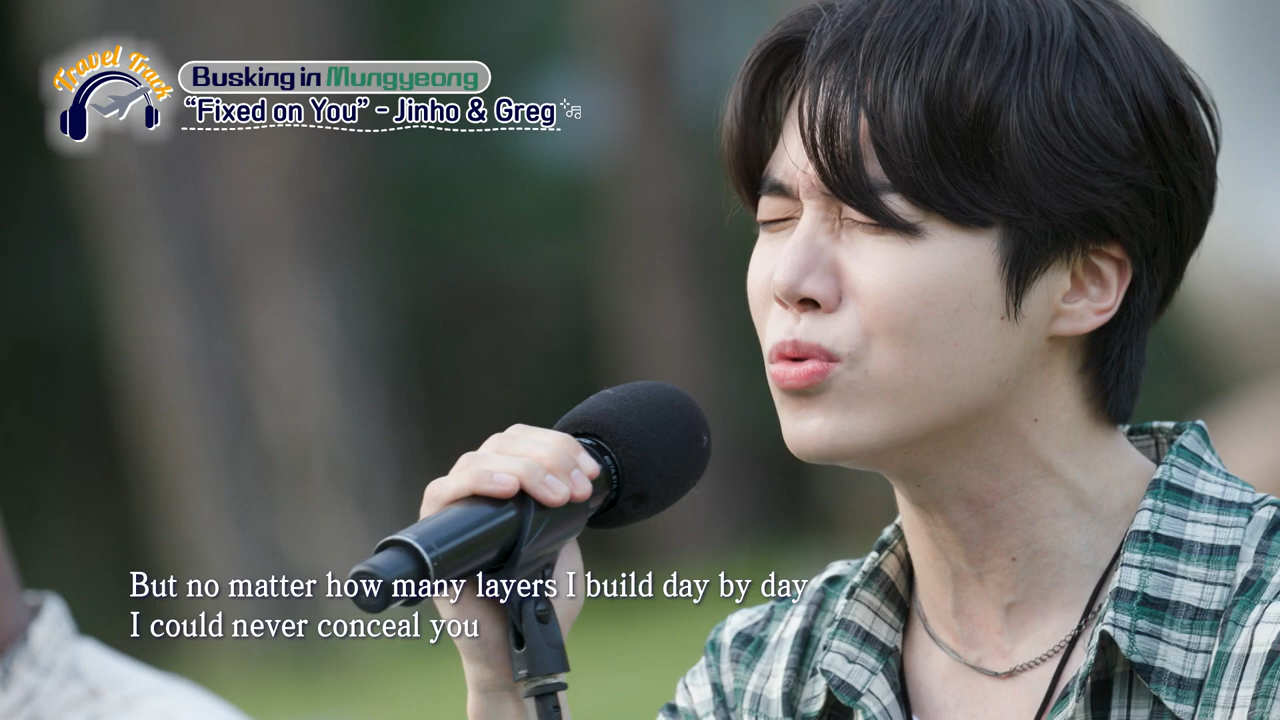 Travel Track
Busking in Mungyeong
“Fixed on You” - Jinho & Greg
But no matter how many layers I build day by day
I could never conceal you